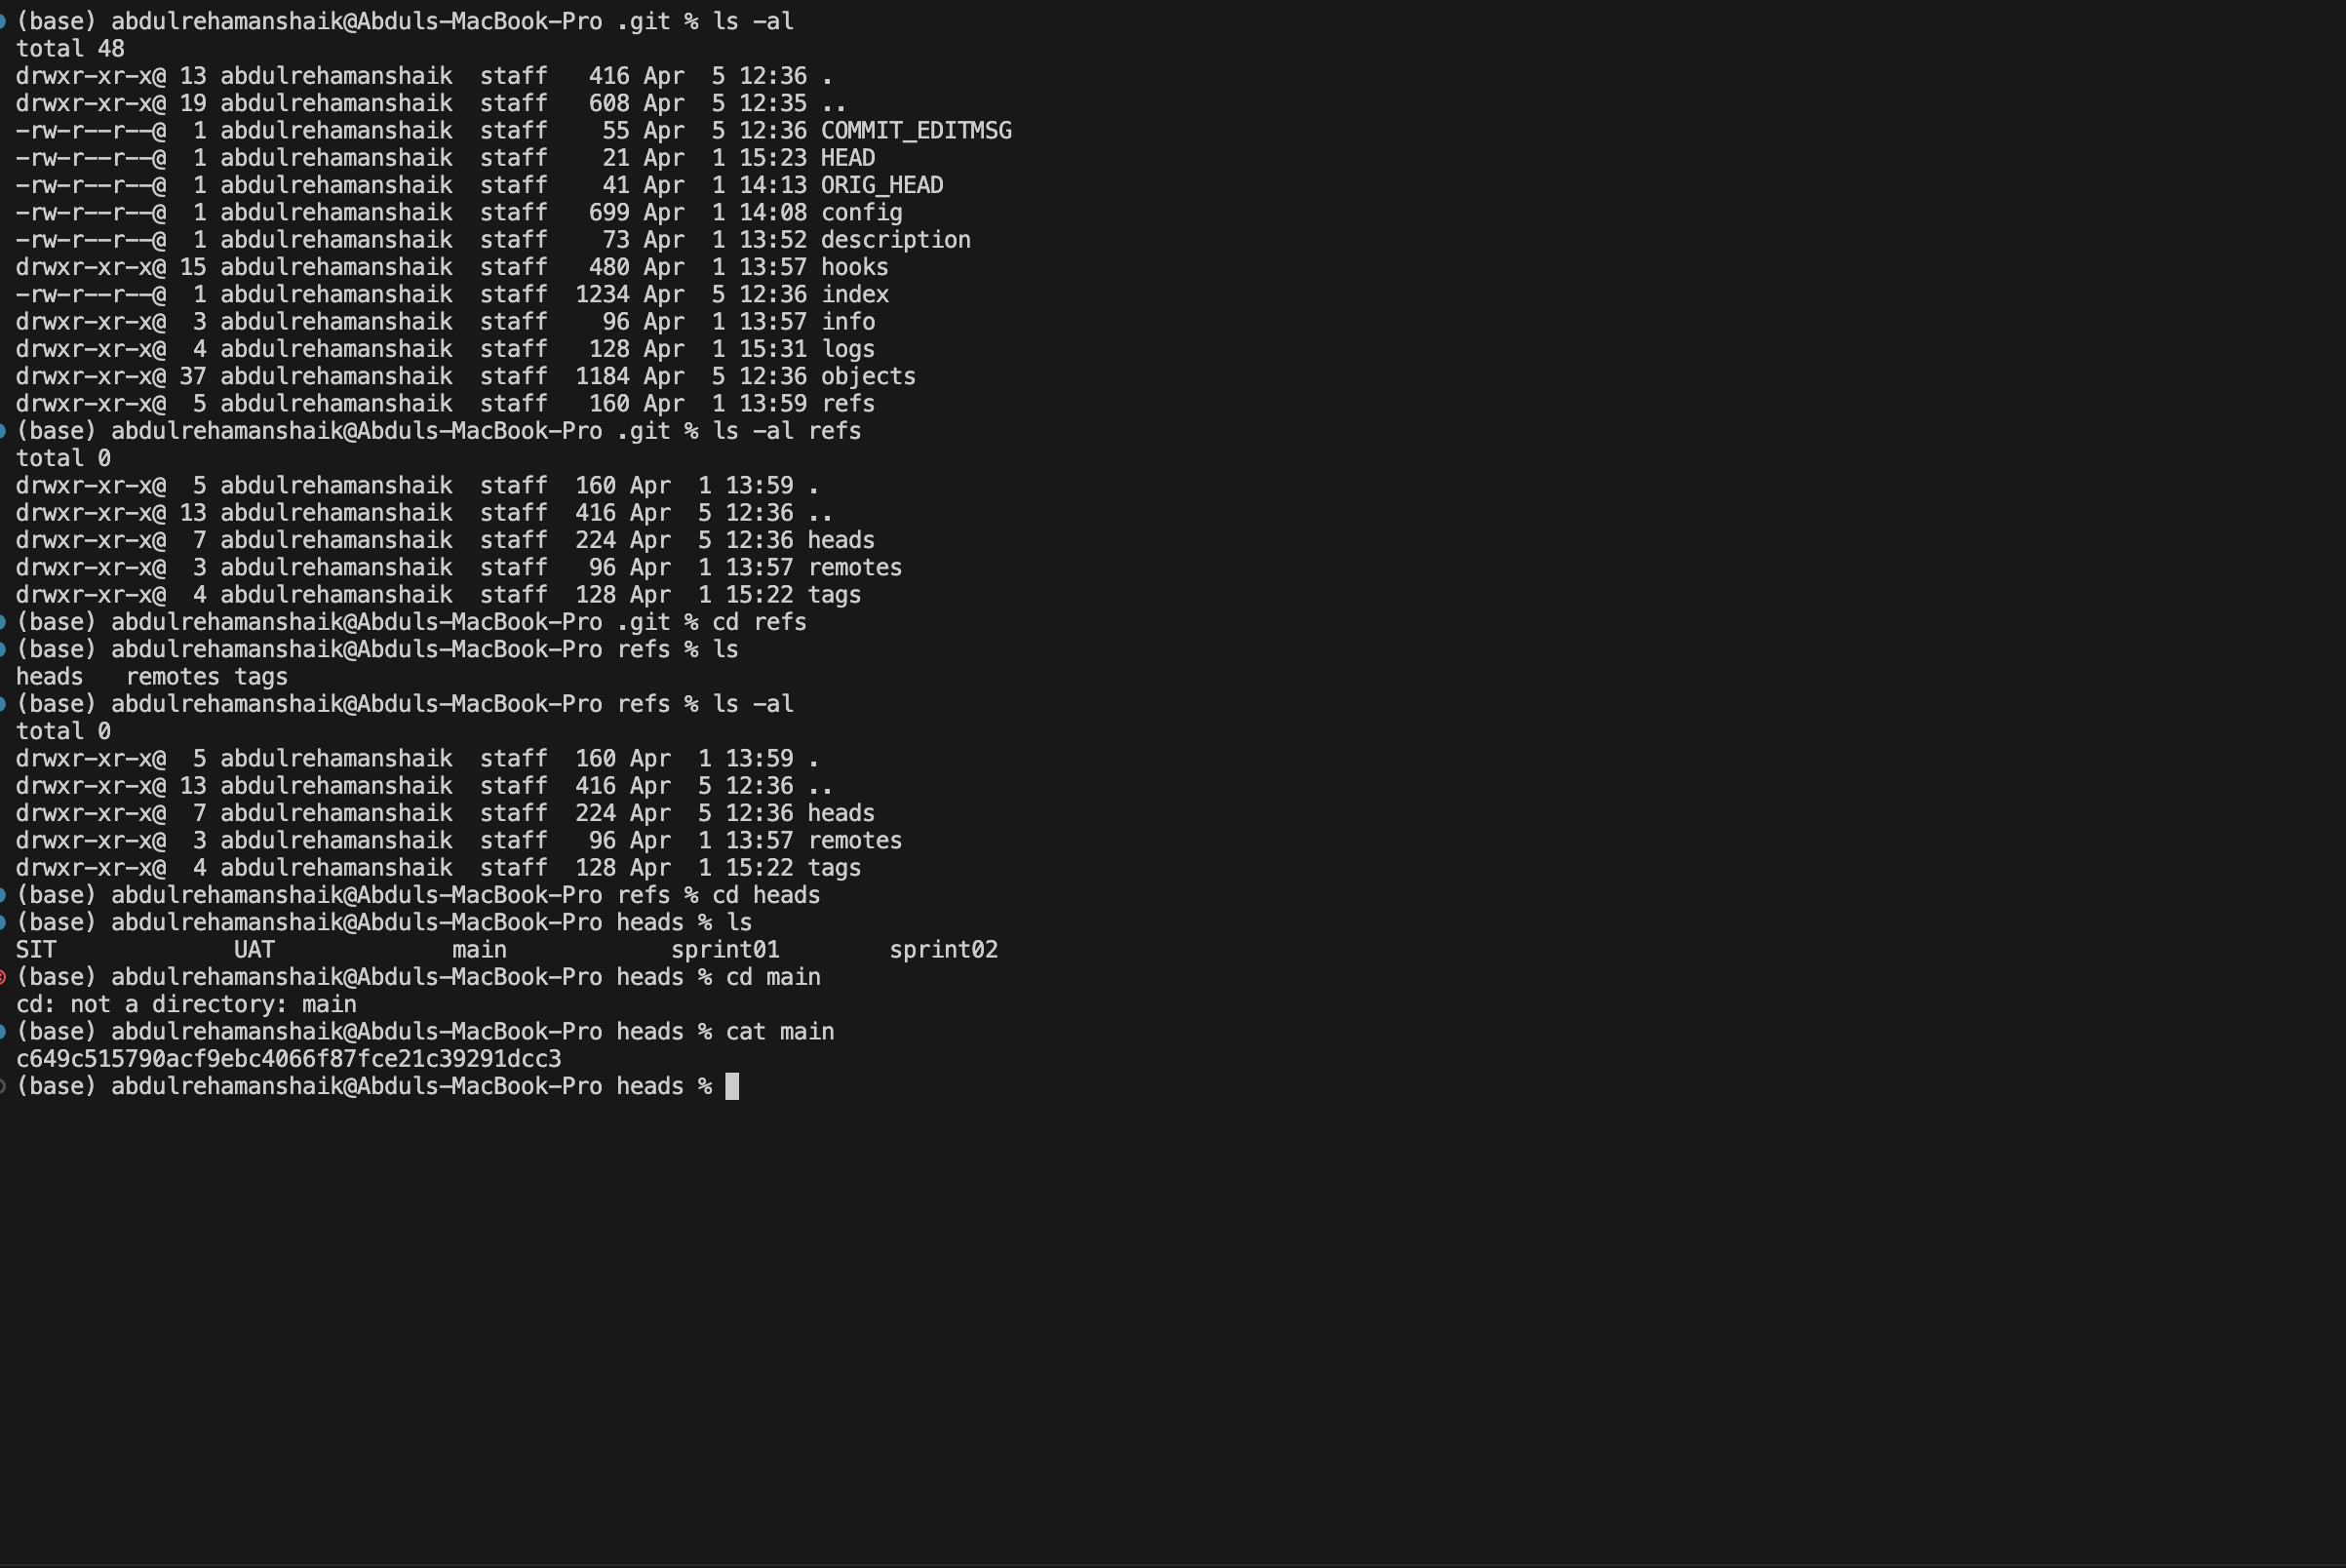 (base) abdulrehamanshaik@Abduls-MacBook-Pro .git % ls -al
total 48
drwxr-xr-x@ 13 abdulrehamanshaik  staff   416 Apr  5 12:36 .
drwxr-xr-x@ 19 abdulrehamanshaik  staff   608 Apr  5 12:35 ..
-rw-r--r--@  1 abdulrehamanshaik  staff    55 Apr  5 12:36 COMMIT_EDITMSG
-rw-r--r--@  1 abdulrehamanshaik  staff    21 Apr  1 15:23 HEAD
-rw-r--r--@  1 abdulrehamanshaik  staff    41 Apr  1 14:13 ORIG_HEAD
-rw-r--r--@  1 abdulrehamanshaik  staff   699 Apr  1 14:08 config
-rw-r--r--@  1 abdulrehamanshaik  staff    73 Apr  1 13:52 description
drwxr-xr-x@ 15 abdulrehamanshaik  staff   480 Apr  1 13:57 hooks
-rw-r--r--@  1 abdulrehamanshaik  staff  1234 Apr  5 12:36 index
drwxr-xr-x@  3 abdulrehamanshaik  staff    96 Apr  1 13:57 info
drwxr-xr-x@  4 abdulrehamanshaik  staff   128 Apr  1 15:31 logs
drwxr-xr-x@ 37 abdulrehamanshaik  staff  1184 Apr  5 12:36 objects
drwxr-xr-x@  5 abdulrehamanshaik  staff   160 Apr  1 13:59 refs
(base) abdulrehamanshaik@Abduls-MacBook-Pro .git % ls -al refs
total 0
drwxr-xr-x@  5 abdulrehamanshaik  staff  160 Apr  1 13:59 .
drwxr-xr-x@ 13 abdulrehamanshaik  staff  416 Apr  5 12:36 ..
drwxr-xr-x@  7 abdulrehamanshaik  staff  224 Apr  5 12:36 heads
drwxr-xr-x@  3 abdulrehamanshaik  staff   96 Apr  1 13:57 remotes
drwxr-xr-x@  4 abdulrehamanshaik  staff  128 Apr  1 15:22 tags
(base) abdulrehamanshaik@Abduls-MacBook-Pro .git % cd refs
(base) abdulrehamanshaik@Abduls-MacBook-Pro refs % ls
heads   remotes tags
(base) abdulrehamanshaik@Abduls-MacBook-Pro refs % ls -al
total 0
drwxr-xr-x@  5 abdulrehamanshaik  staff  160 Apr  1 13:59 .
drwxr-xr-x@ 13 abdulrehamanshaik  staff  416 Apr  5 12:36 ..
drwxr-xr-x@  7 abdulrehamanshaik  staff  224 Apr  5 12:36 heads
drwxr-xr-x@  3 abdulrehamanshaik  staff   96 Apr  1 13:57 remotes
drwxr-xr-x@  4 abdulrehamanshaik  staff  128 Apr  1 15:22 tags
(base) abdulrehamanshaik@Abduls-MacBook-Pro refs % cd heads
(base) abdulrehamanshaik@Abduls-MacBook-Pro heads % ls
SIT             UAT             main            sprint01        sprint02
(base) abdulrehamanshaik@Abduls-MacBook-Pro heads % cd main
cd: not a directory: main
(base) abdulrehamanshaik@Abduls-MacBook-Pro heads % cat main
c649c515790acf9ebc4066f87fce21c39291dcc3
(base) abdulrehamanshaik@Abduls-MacBook-Pro heads %